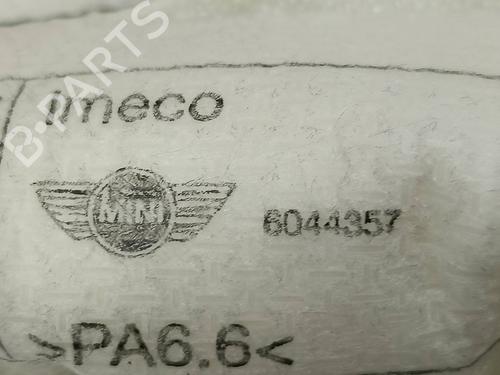 B-PARTS
imeco
MINI
6044357
>PA6.6<